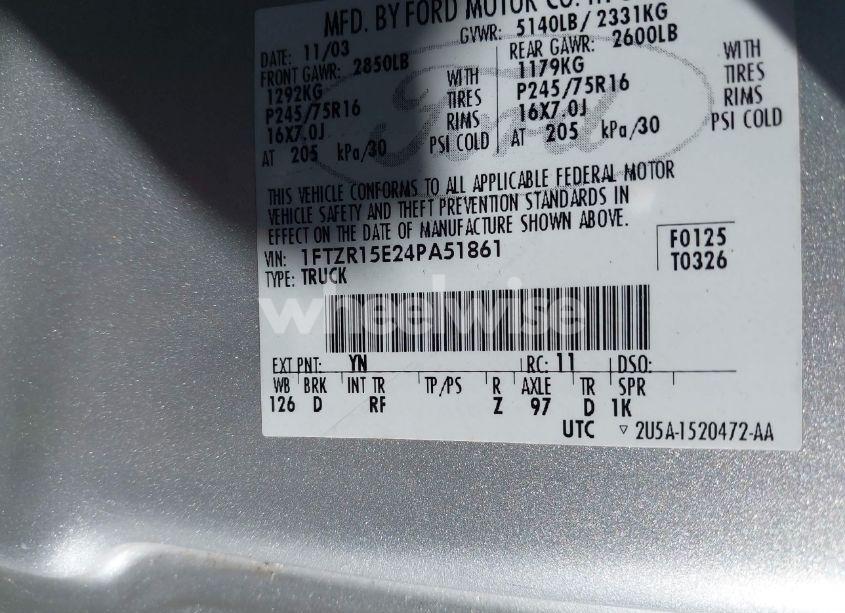 MFD. BY FORD MOTOR CO.
DATE: 11/03 GVWR: 5140LB/ 2331KG
FRONT GAWR: 2850LB REAR GAWR: 2600LB
1292KG WITH 1179KG WITH
P245/75R16 TIRES P245/75R16 TIRES
16X7.0J RIMS 16X7.0J RIMS
AT 205 kPa/30 PSI COLD AT 205 kPa/30 PSI COLD
Ford
THIS VEHICLE CONFORMS TO ALL APPLICABLE FEDERAL MOTOR
VEHICLE SAFETY AND THEFT PREVENTION STANDARDS IN
EFFECT ON THE DATE OF MANUFACTURE SHOWN ABOVE.
VIN: 1FTZR15E24PA51861 F0125
TYPE: TRUCK T0326
wheelwise
EXT PNT: YN RC: 11 DSO:
WB BRK INT TR TP/PS R AXLE TR SPR
126 D RF Z 97 D 1K
UTC ▽ 2U5A-1520472-AA